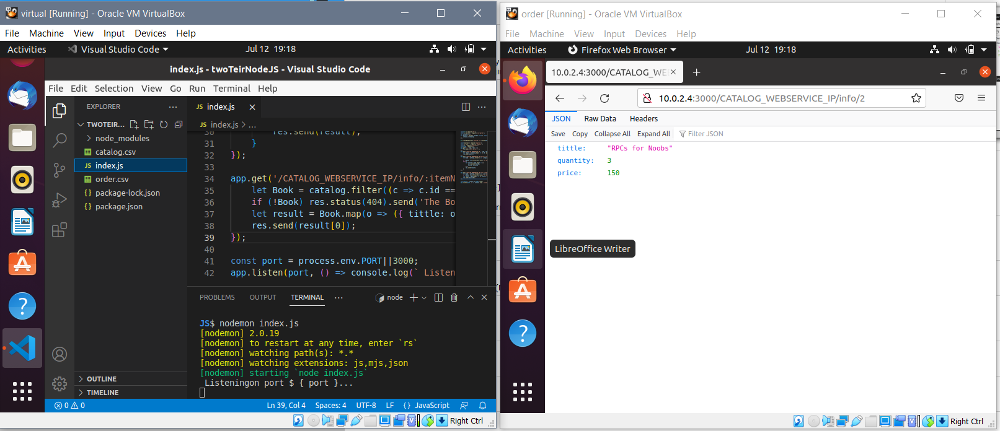 virtual [Running] - Oracle VM VirtualBox
File Machine View Input Devices Help
Activities Visual Studio Code Jul 12 19:18
index.js - twoTeirNodeJS - Visual Studio Code
File Edit Selection View Go Run Terminal Help
EXPLORER
TWOTEIR...
node_modules
catalog.csv
JS index.js
order.csv
{} package-lock.json
{} package.json
OUTLINE
TIMELINE
JS index.js
JS index.js > ...
30 res.send(result);
31 }
32 });
33
34 app.get('/CATALOG_WEBSERVICE_IP/info/:itemN
35 let Book = catalog.filter((c => c.id ==
36 if (!Book) res.status(404).send('The Bo
37 let result = Book.map(o => ({ tittle: o
38 res.send(result[0]);
39 });
40
41 const port = process.env.PORT||3000;
42 app.listen(port, () => console.log(` Listen
PROBLEMS OUTPUT TERMINAL ... node
JS$ nodemon index.js
[nodemon] 2.0.19
[nodemon] to restart at any time, enter `rs`
[nodemon] watching path(s): *.*
[nodemon] watching extensions: js,mjs,json
[nodemon] starting `node index.js`
Listeningon port $ { port }...
0 0 Ln 39, Col 4 Spaces: 4 UTF-8 LF {} JavaScript
Right Ctrl
order [Running] - Oracle VM VirtualBox
File Machine View Input Devices Help
Activities Firefox Web Browser Jul 12 19:18
10.0.2.4:3000/CATALOG_WE
10.0.2.4:3000/CATALOG_WEBSERVICE_IP/info/2
JSON Raw Data Headers
Save Copy Collapse All Expand All Filter JSON
tittle: "RPCs for Noobs"
quantity: 3
price: 150
LibreOffice Writer
Right Ctrl